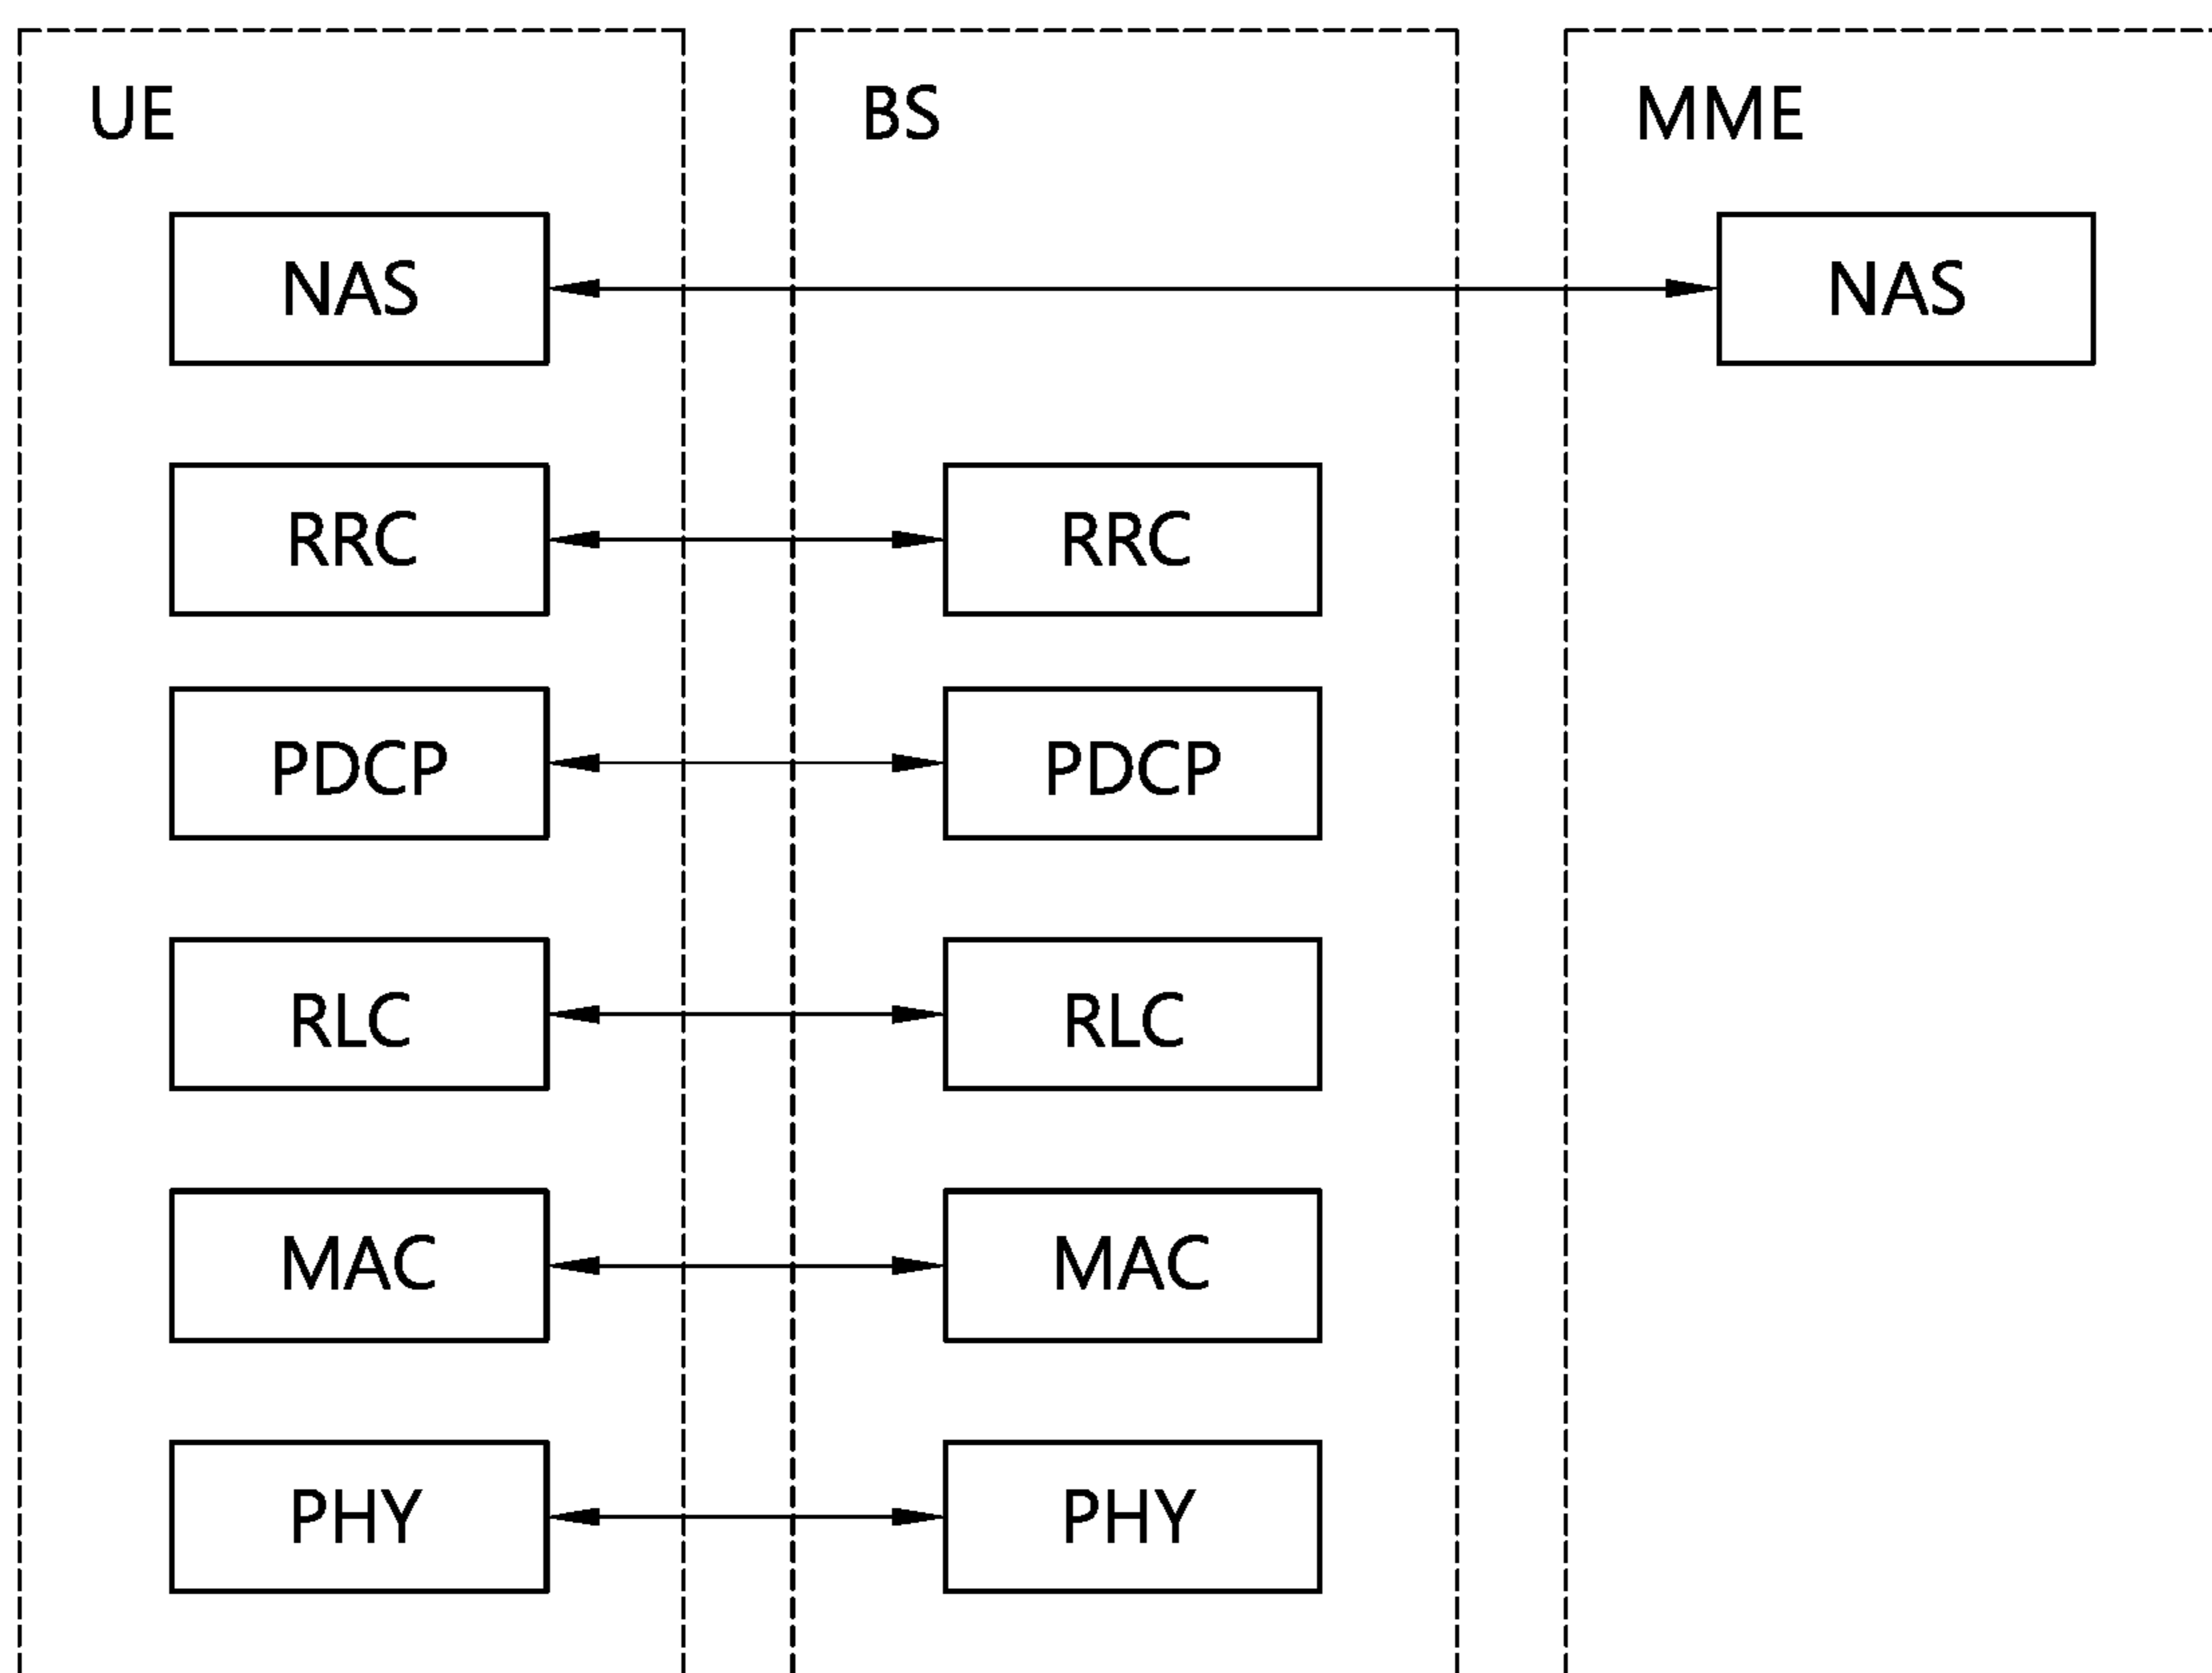 UE
BS
MME
NAS
NAS
RRC
RRC
PDCP
PDCP
RLC
RLC
MAC
MAC
PHY
PHY